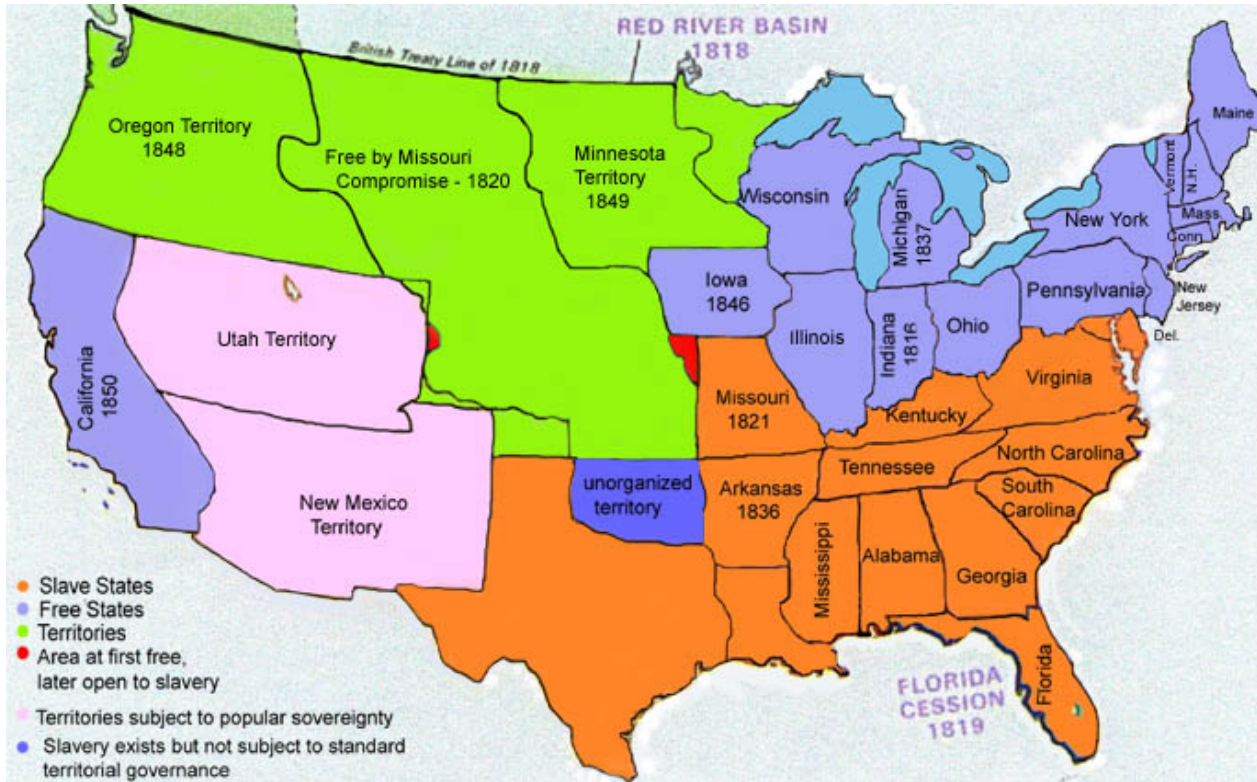 RED RIVER BASIN
1818
British Treaty Line of 1818
Oregon Territory
1848
Free by Missouri
Compromise - 1820
Minnesota
Territory
1849
Wisconsin
Michigan
1837
Maine
Vermont
N.H.
New York
Mass.
Conn
Iowa
1846
Illinois
Indiana
1816
Ohio
Pennsylvania
New
Jersey
Del.
California
1850
Utah Territory
Missouri
1821
Kentucky
Virginia
New Mexico
Territory
unorganized
territory
Arkansas
1836
Tennessee
North Carolina
South
Carolina
Mississippi
Alabama
Georgia
Florida
FLORIDA
CESSION
1819
Slave States
Free States
Territories
Area at first free,
later open to slavery
Territories subject to popular sovereignty
Slavery exists but not subject to standard
territorial governance